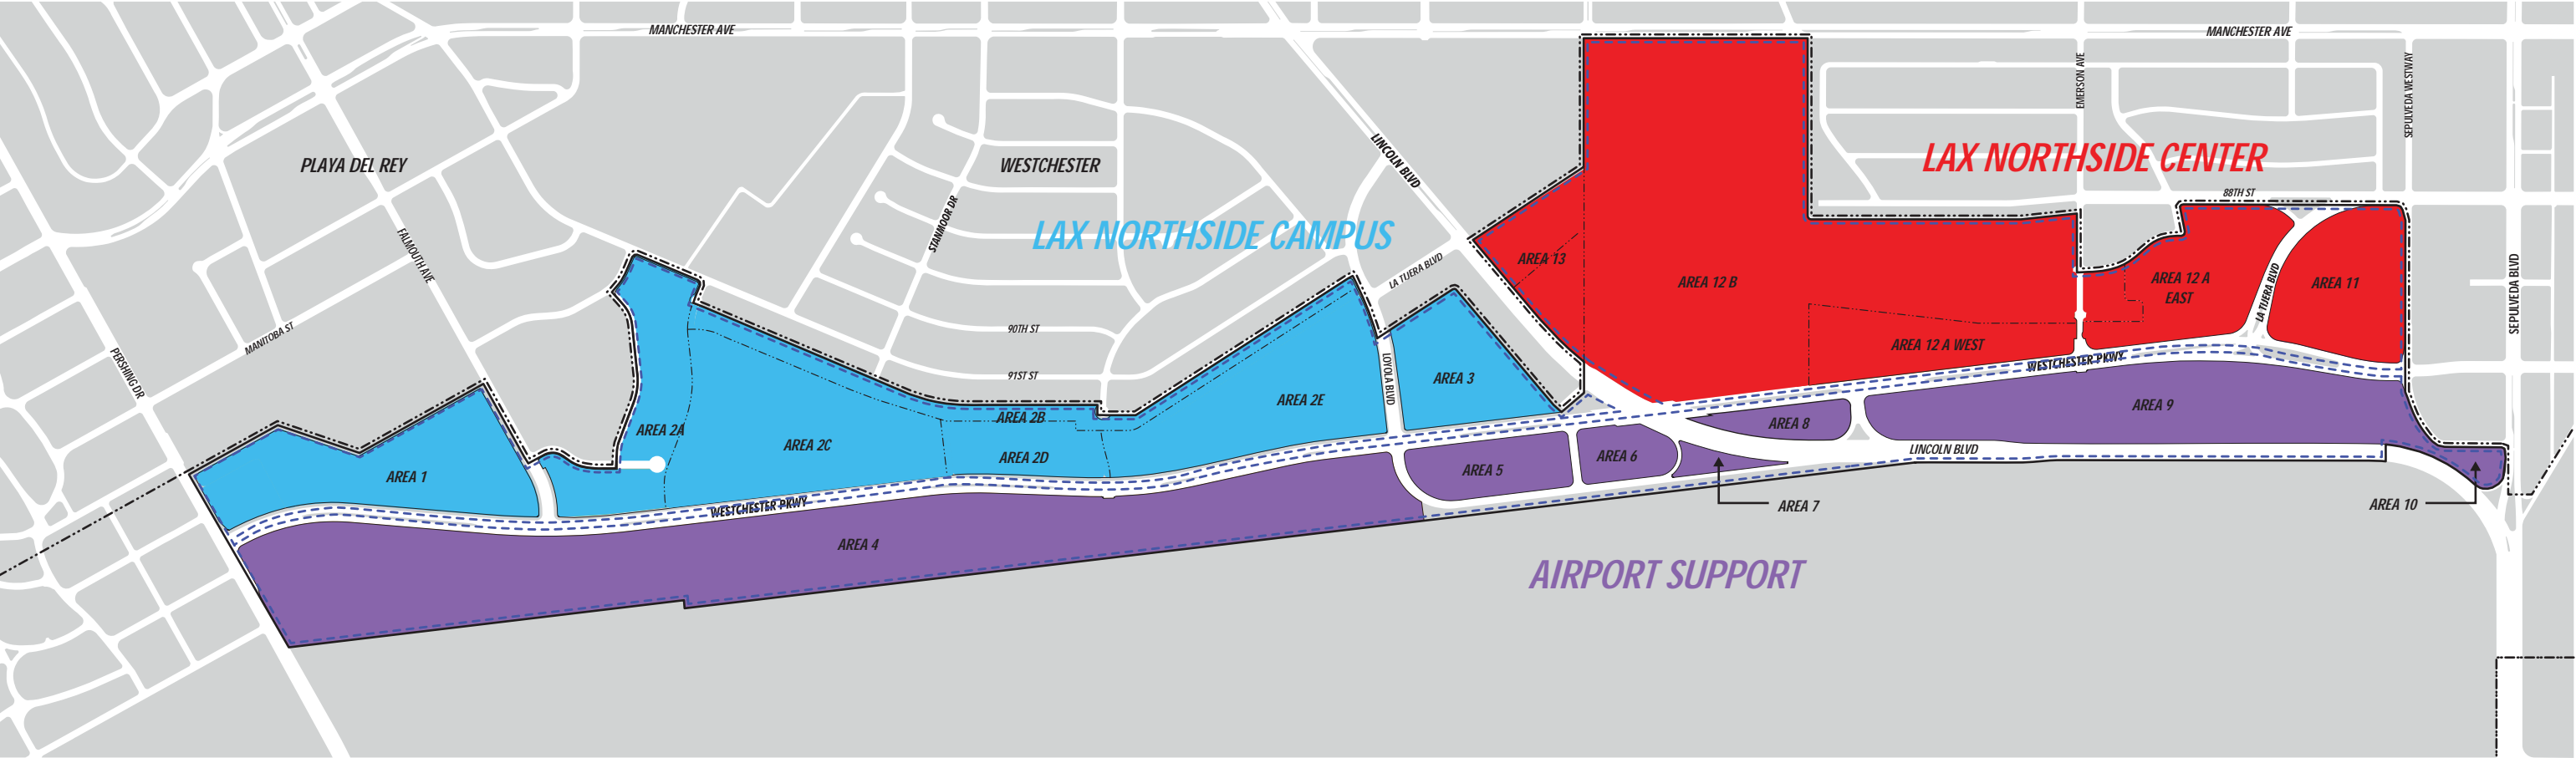 MANCHESTER AVE
MANCHESTER AVE
EMERSON AVE
SEPULVEDA WESTWAY
PLAYA DEL REY
WESTCHESTER
LINCOLN BLVD
LAX NORTHSIDE CENTER
88TH ST
STANMOOR DR
LAX NORTHSIDE CAMPUS
FALMOUTH AVE
LA TIJERA BLVD
AREA 13
AREA 12 B
AREA 12 A
EAST
LA TIJERA BLVD
AREA 11
SEPULVEDA BLVD
MANITOBA ST
90TH ST
PERSHING DR
91ST ST
LOYOLA BLVD
AREA 3
AREA 12 A WEST
WESTCHESTER PKWY
AREA 2E
AREA 2B
AREA 2A
AREA 2C
AREA 2D
AREA 9
AREA 8
LINCOLN BLVD
AREA 1
AREA 5
AREA 6
AREA 7
AREA 10
WESTCHESTER PKWY
AREA 4
AIRPORT SUPPORT